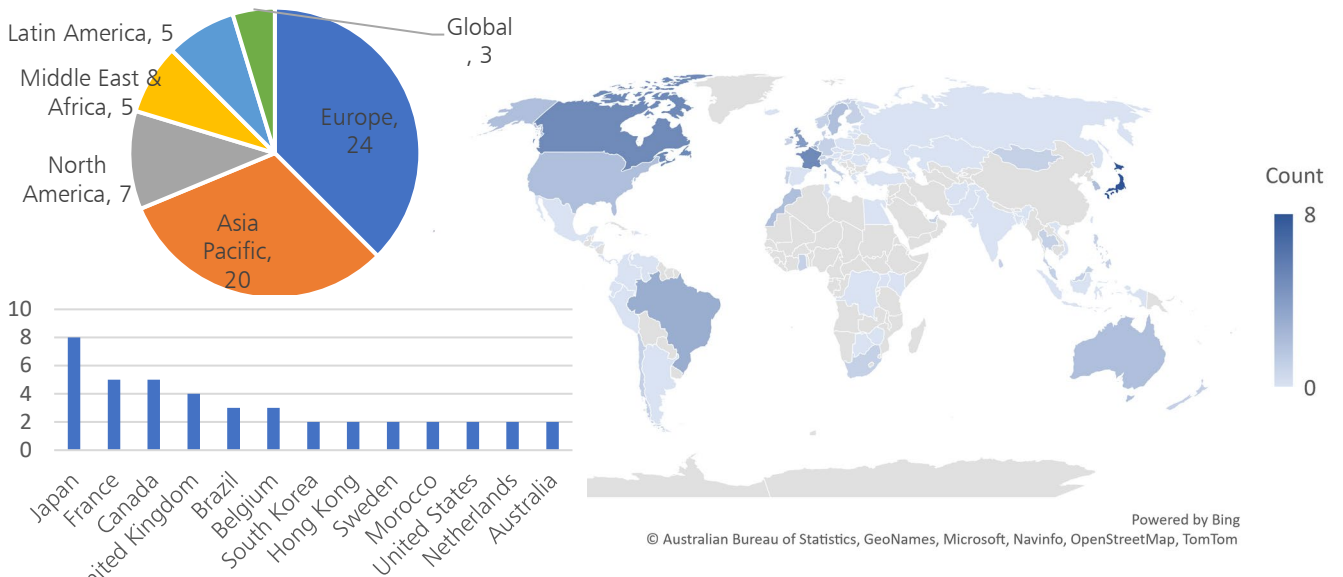 Latin America, 5
Global
, 3
Middle East &
Africa, 5
Europe,
24
North
America, 7
Asia
Pacific,
20
10
8
6
4
2
0
Japan
France
Canada
United Kingdom
Brazil
Belgium
South Korea
Hong Kong
Sweden
Morocco
United States
Netherlands
Australia
Count
8
0
Powered by Bing
© Australian Bureau of Statistics, GeoNames, Microsoft, Navinfo, OpenStreetMap, TomTom